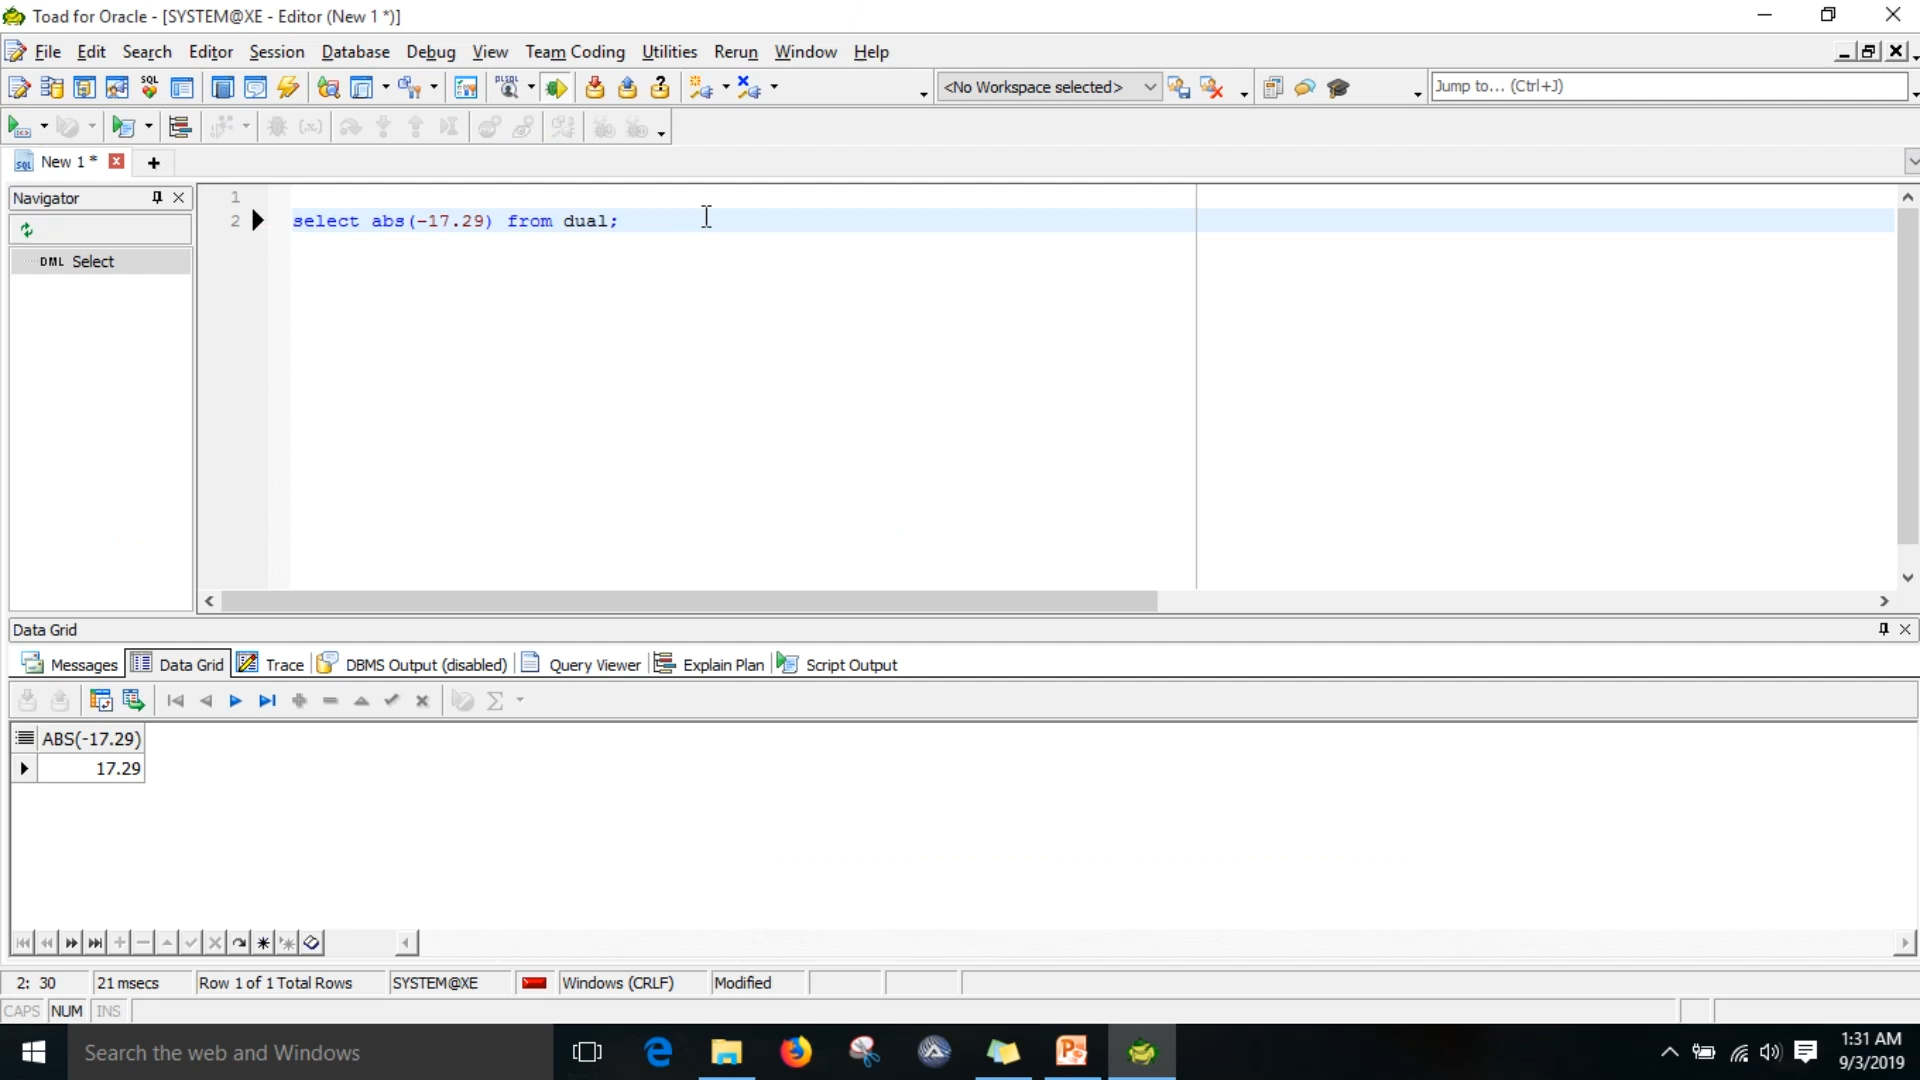 Toad for Oracle - [SYSTEM@XE - Editor (New 1 *)]
File Edit Search Editor Session Database Debug View Team Coding Utilities Rerun Window Help
SQL PLSQL <No Workspace selected> Jump to... (Ctrl+J)
SQL New 1 *
Navigator
DML Select
1
2 select abs(-17.29) from dual;
Data Grid
Messages Data Grid Trace DBMS Output (disabled) Query Viewer Explain Plan Script Output
ABS(-17.29)
17.29
2: 30 21 msecs Row 1 of 1 Total Rows SYSTEM@XE Windows (CRLF) Modified
CAPS NUM INS
Search the web and Windows
1:31 AM
9/3/2019